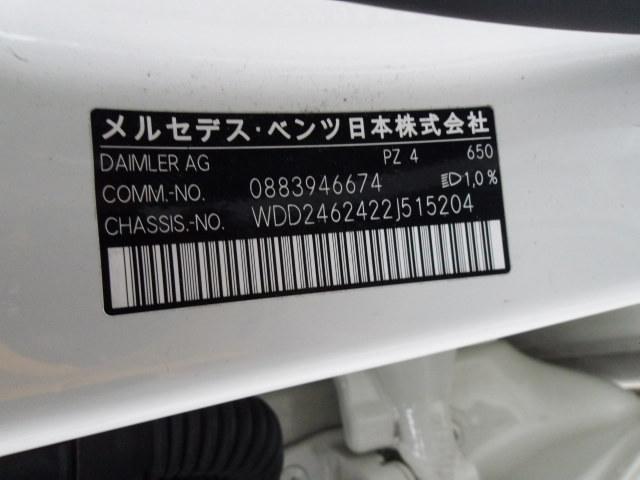 メルセデス・ベンツ日本株式会社
DAIMLER AG PZ 4 650
COMM.-NO. 0883946674 1,0 %
CHASSIS.-NO. WDD2462422J515204